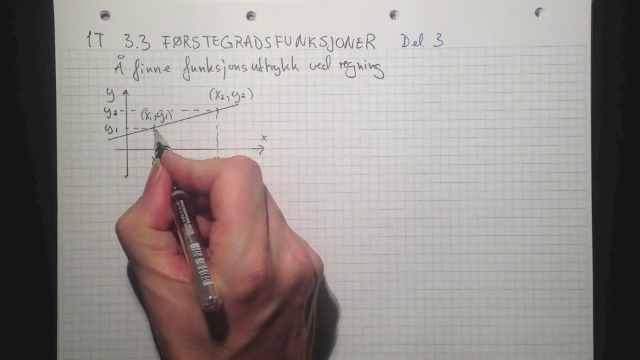 1T 3.3 FØRSTEGRADSFUNKSJONER Del 3
Å finne funksjonsuttrykk ved regning
y
(x₂, y₂)
y₂
(x₁, y₁)
y₁
x